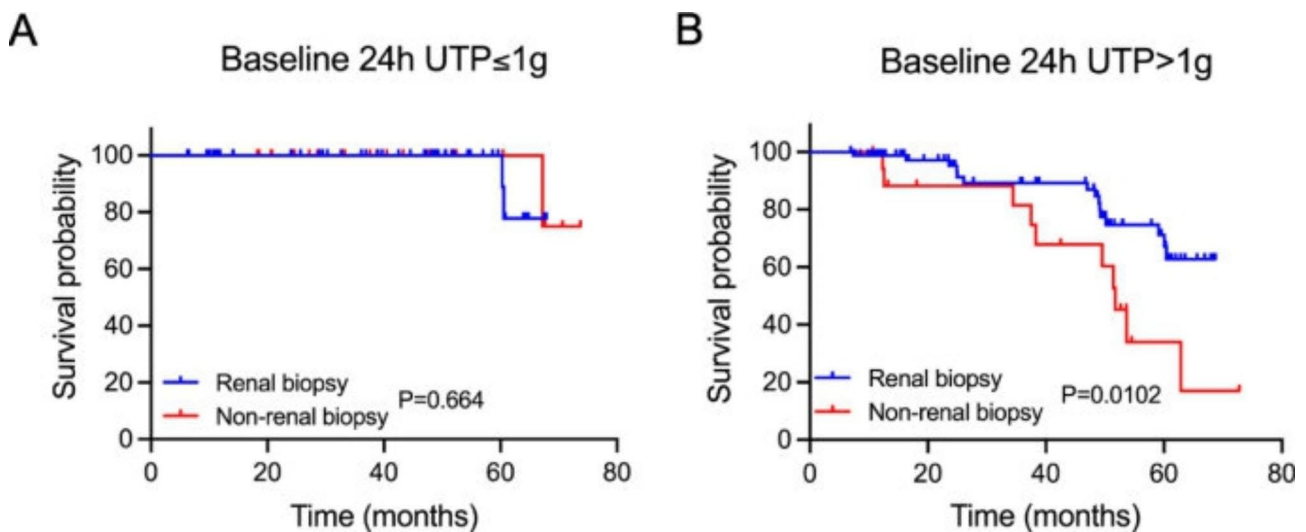 A
Baseline 24h UTP≤1g
Survival probability
100
80
60
40
20
0
Renal biopsy
Non-renal biopsy
P=0.664
0 20 40 60 80
Time (months)
B
Baseline 24h UTP>1g
Survival probability
100
80
60
40
20
0
Renal biopsy
Non-renal biopsy
P=0.0102
0 20 40 60 80
Time (months)